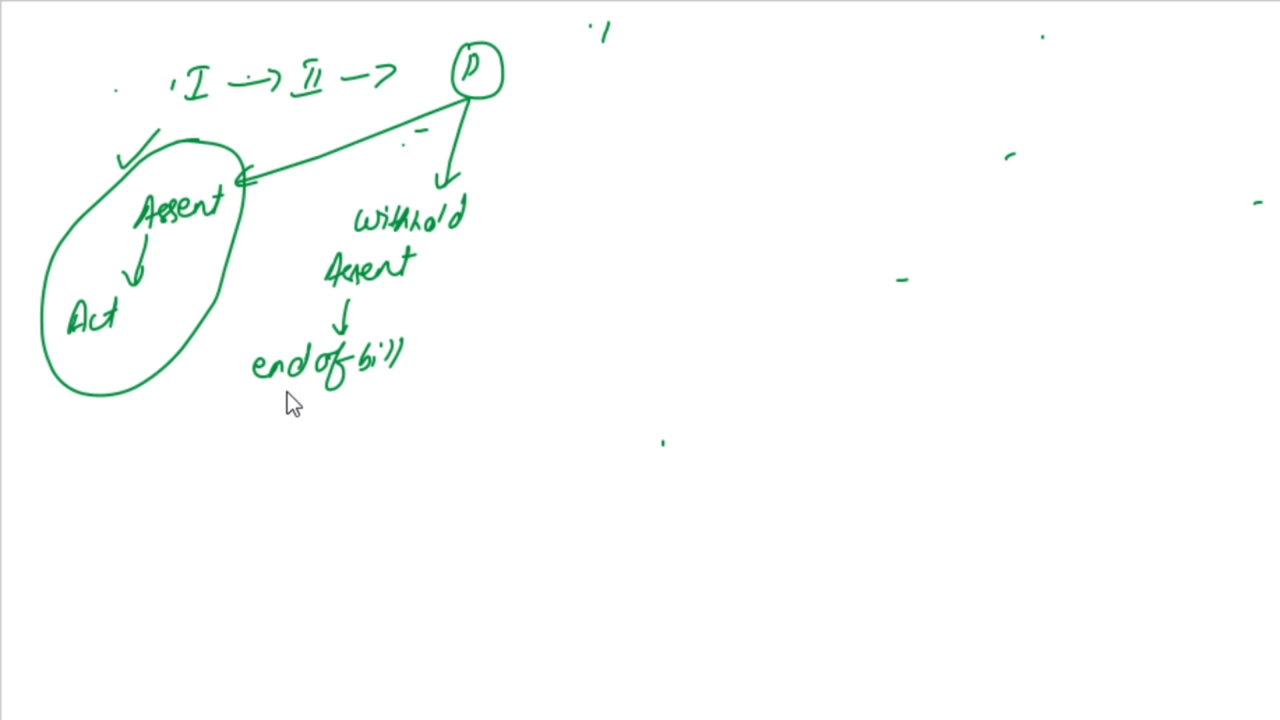 I → II → P
Assent
Act
Withhold
Assent
end of bill